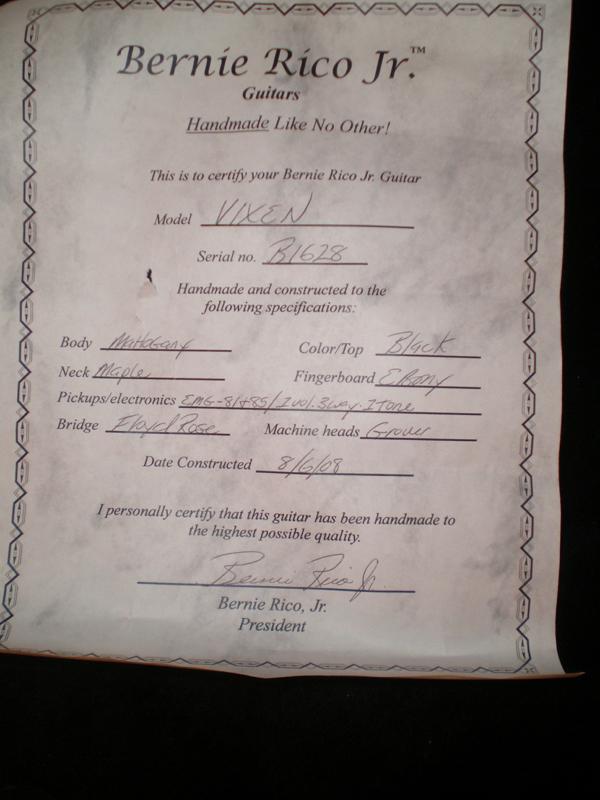 Bernie Rico Jr.™
Guitars
Handmade Like No Other!
This is to certify your Bernie Rico Jr. Guitar
Model VIXEN
Serial no. B1628
Handmade and constructed to the
following specifications:
Body Mahogany Color/Top Black
Neck Maple Fingerboard Ebony
Pickups/electronics EMG-81+85/1vol.3way.1Tone
Bridge Floyd Rose Machine heads Grover
Date Constructed 8/6/08
I personally certify that this guitar has been handmade to
the highest possible quality.
Bernie Rico Jr.
Bernie Rico, Jr.
President